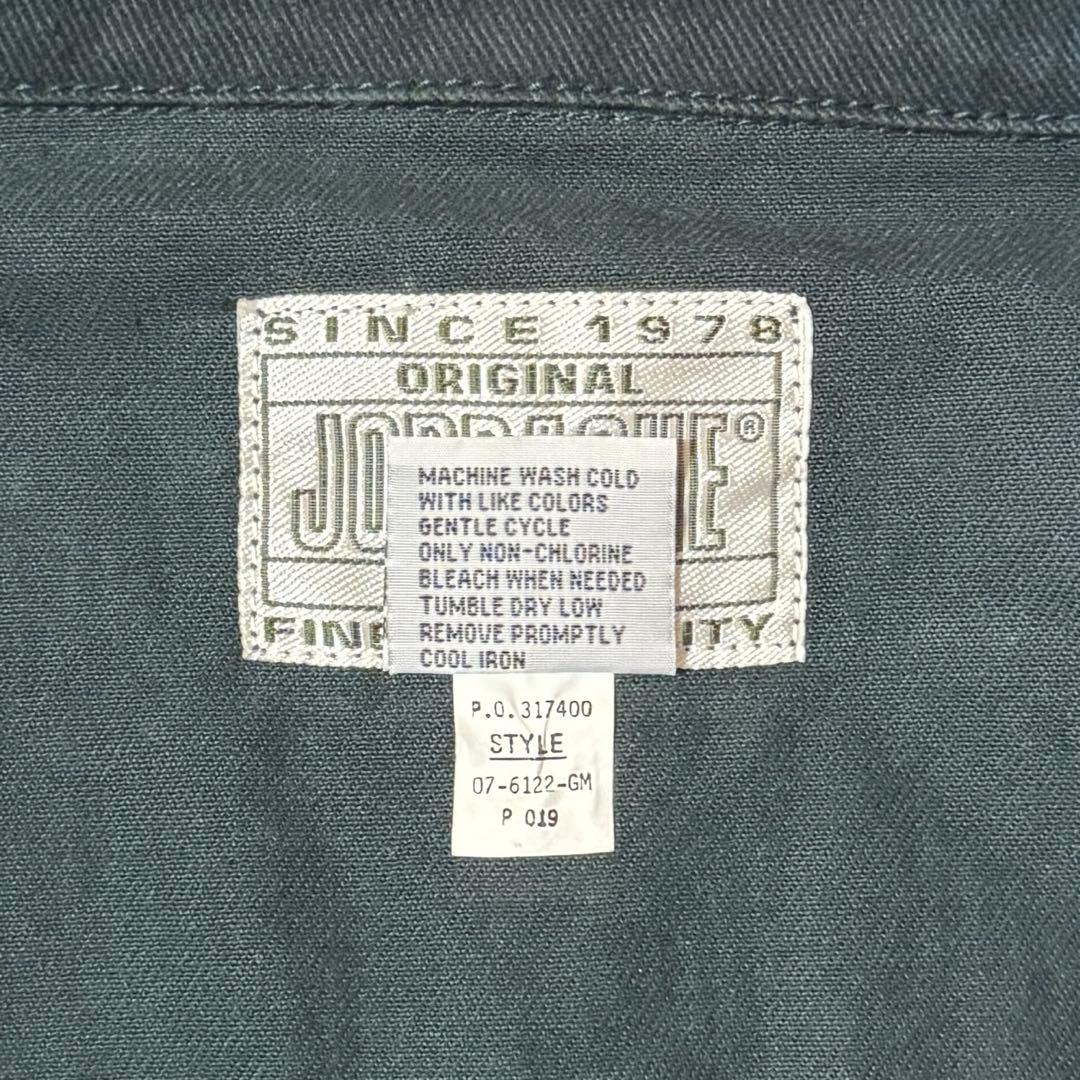 SINCE 1978
ORIGINAL
JORDACHE®
MACHINE WASH COLD
WITH LIKE COLORS
GENTLE CYCLE
ONLY NON-CHLORINE
BLEACH WHEN NEEDED
TUMBLE DRY LOW
REMOVE PROMPTLY
COOL IRON
P.O. 317400
STYLE
07-6122-GM
P 019